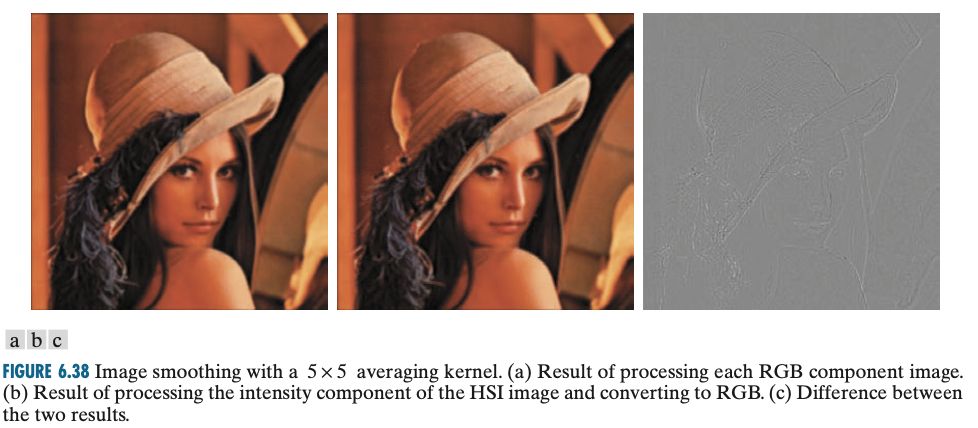 a b c
FIGURE 6.38 Image smoothing with a 5×5 averaging kernel. (a) Result of processing each RGB component image.
(b) Result of processing the intensity component of the HSI image and converting to RGB. (c) Difference between
the two results.